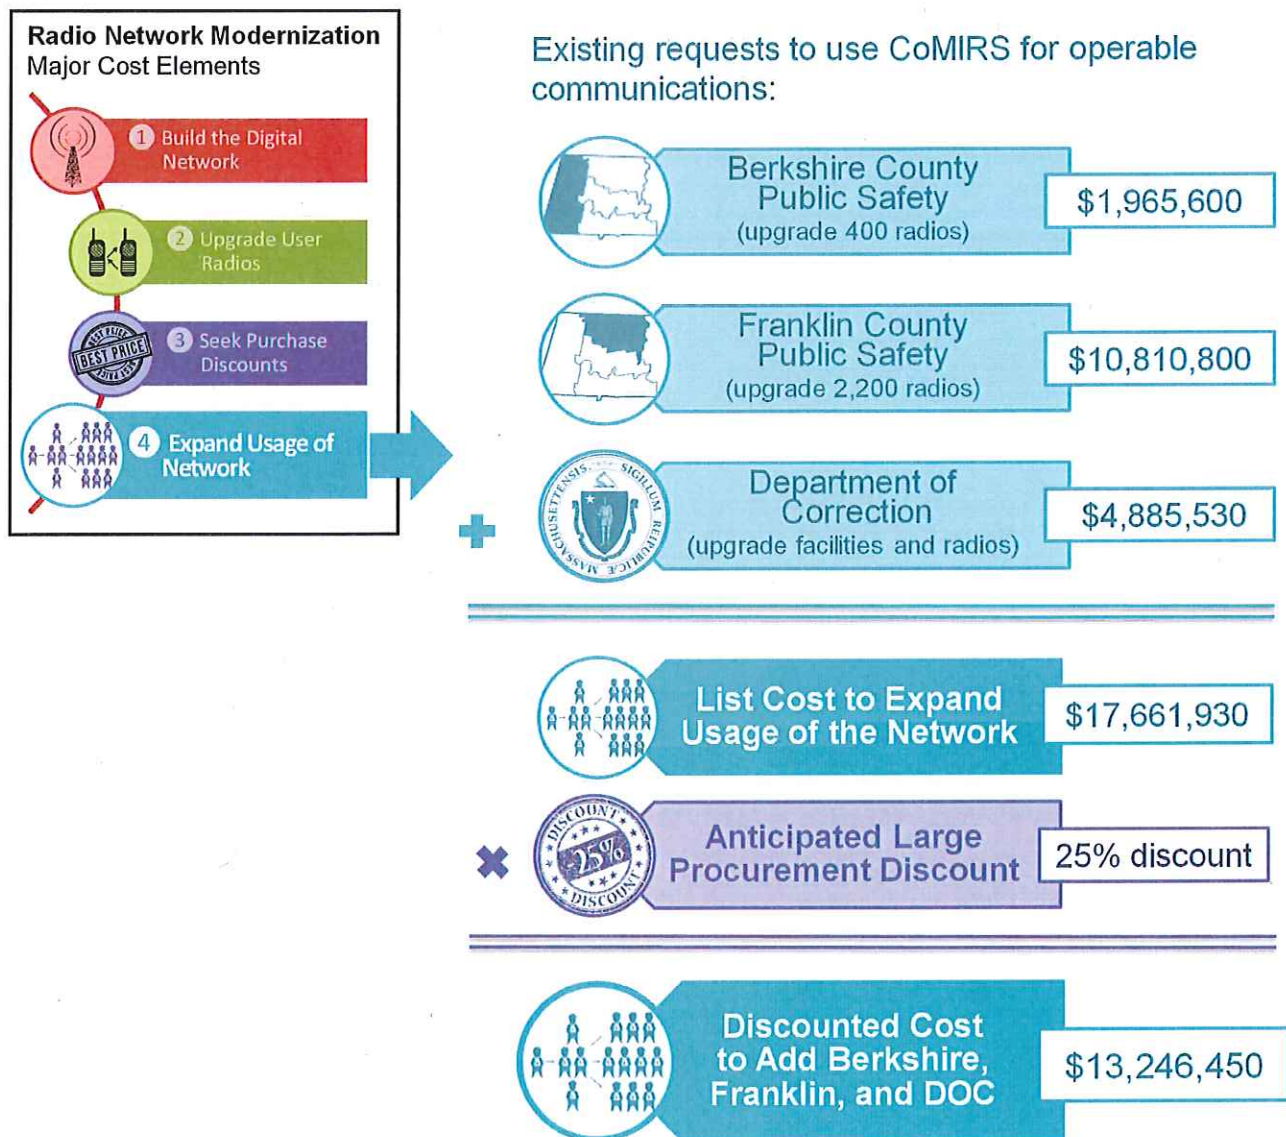 Radio Network Modernization
Major Cost Elements
1 Build the Digital
Network
2 Upgrade User
Radios
BEST PRICE
BEST PRICE
3 Seek Purchase
Discounts
4 Expand Usage of
Network
Existing requests to use CoMIRS for operable
communications:
Berkshire County
Public Safety
(upgrade 400 radios)
$1,965,600
Franklin County
Public Safety
(upgrade 2,200 radios)
$10,810,800
SIGILLUM REIPUBLICÆ MASSACHUSETTENSIS
Department of
Correction
(upgrade facilities and radios)
$4,885,530
List Cost to Expand
Usage of the Network
$17,661,930
DISCOUNT
25%
DISCOUNT
Anticipated Large
Procurement Discount
25% discount
Discounted Cost
to Add Berkshire,
Franklin, and DOC
$13,246,450